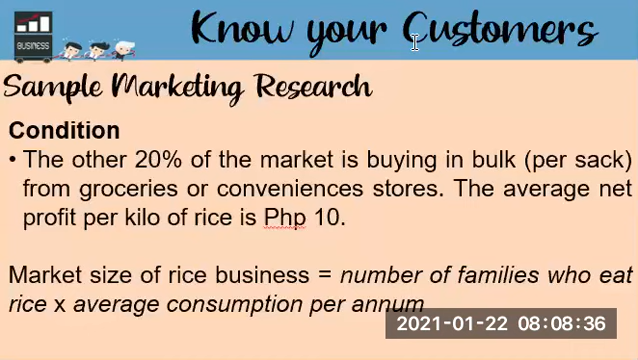 BUSINESS
Know your Customers
Sample Marketing Research
Condition
• The other 20% of the market is buying in bulk (per sack)
from groceries or conveniences stores. The average net
profit per kilo of rice is Php 10.
Market size of rice business = number of families who eat
rice x average consumption per annum
2021-01-22 08:08:36